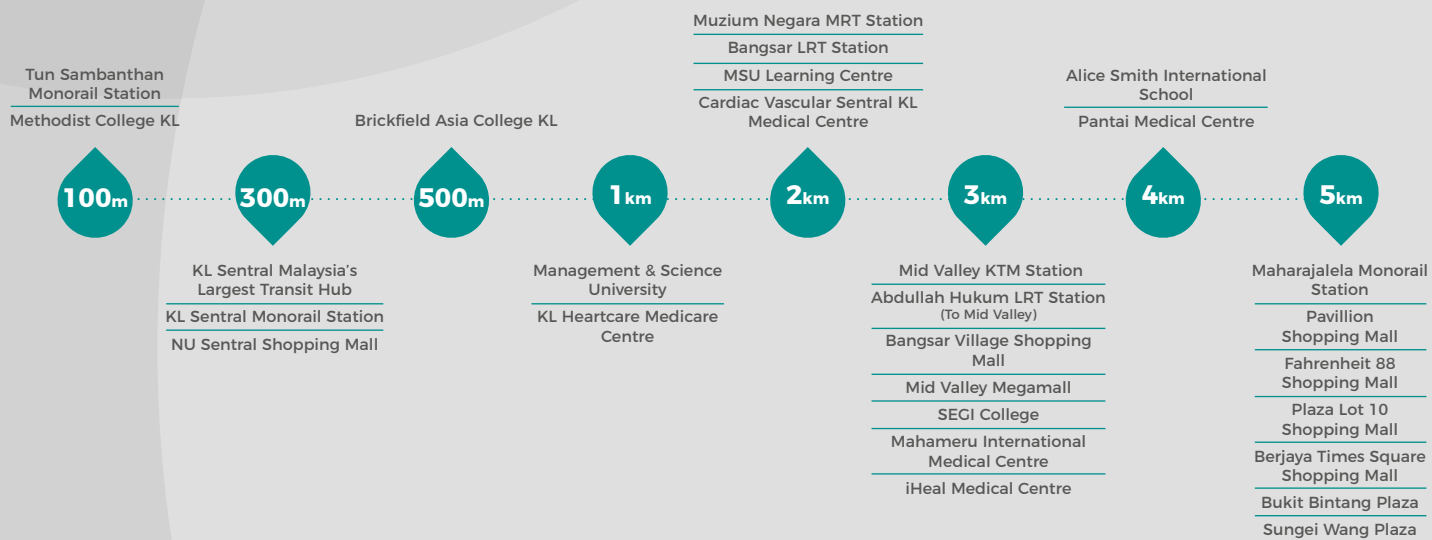 Tun Sambanthan
Monorail Station
Methodist College KL
100m
300m
KL Sentral Malaysia's
Largest Transit Hub
KL Sentral Monorail Station
NU Sentral Shopping Mall
Brickfield Asia College KL
500m
1km
Management & Science
University
KL Heartcare Medicare
Centre
Muzium Negara MRT Station
Bangsar LRT Station
MSU Learning Centre
Cardiac Vascular Sentral KL
Medical Centre
2km
3km
Mid Valley KTM Station
Abdullah Hukum LRT Station
(To Mid Valley)
Bangsar Village Shopping
Mall
Mid Valley Megamall
SEGI College
Mahameru International
Medical Centre
iHeal Medical Centre
Alice Smith International
School
Pantai Medical Centre
4km
5km
Maharajalela Monorail
Station
Pavillion
Shopping Mall
Fahrenheit 88
Shopping Mall
Plaza Lot 10
Shopping Mall
Berjaya Times Square
Shopping Mall
Bukit Bintang Plaza
Sungei Wang Plaza